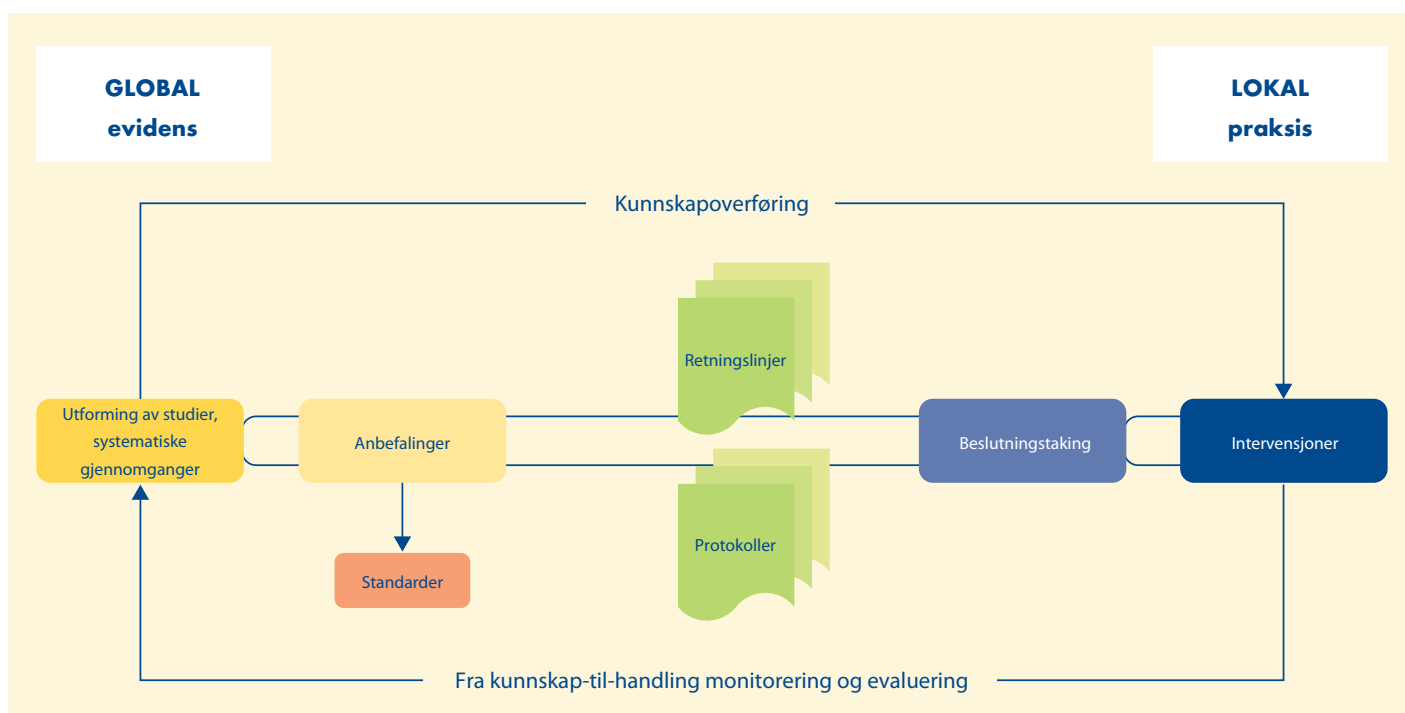 GLOBAL
evidens
LOKAL
praksis
Kunnskapoverføring
Retningslinjer
Utforming av studier,
systematiske
gjennomganger
Anbefalinger
Beslutningstaking
Intervensjoner
Protokoller
Standarder
Fra kunnskap-til-handling monitorering og evaluering